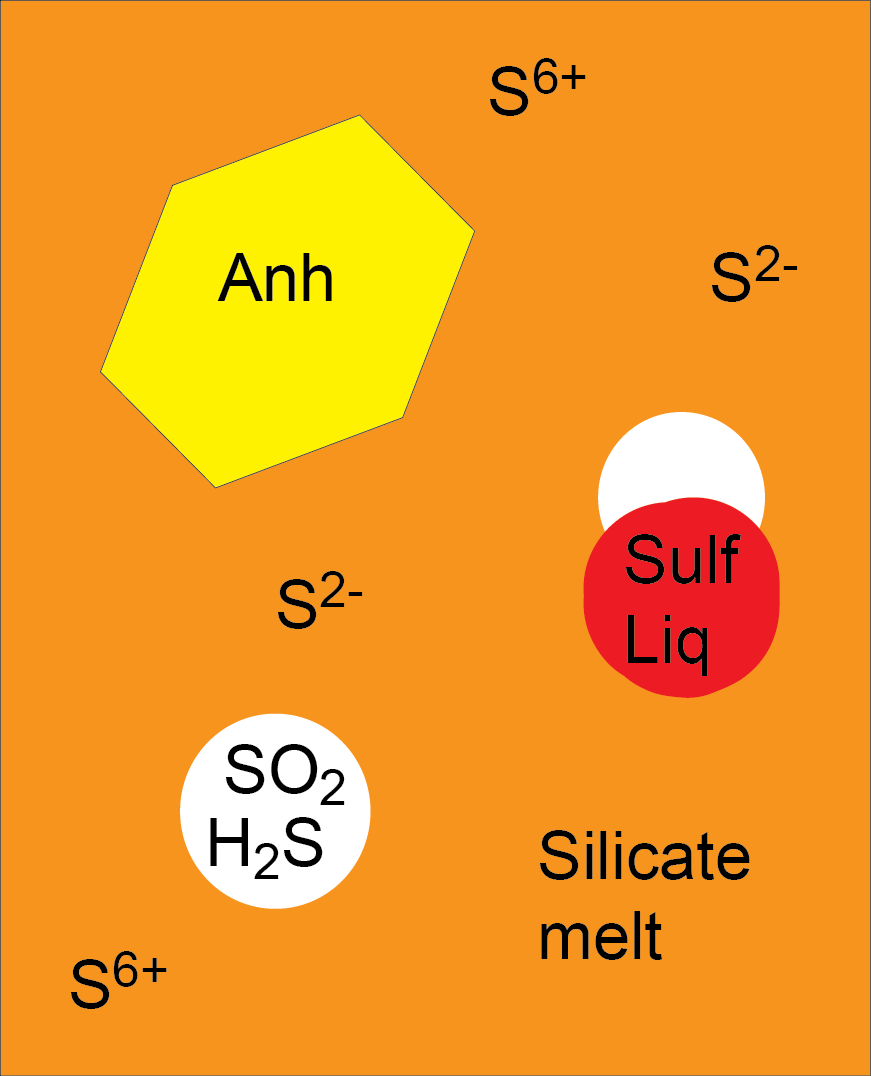 S⁶⁺
Anh
S²⁻
Sulf
Liq
S²⁻
SO₂
H₂S
Silicate
melt
S⁶⁺